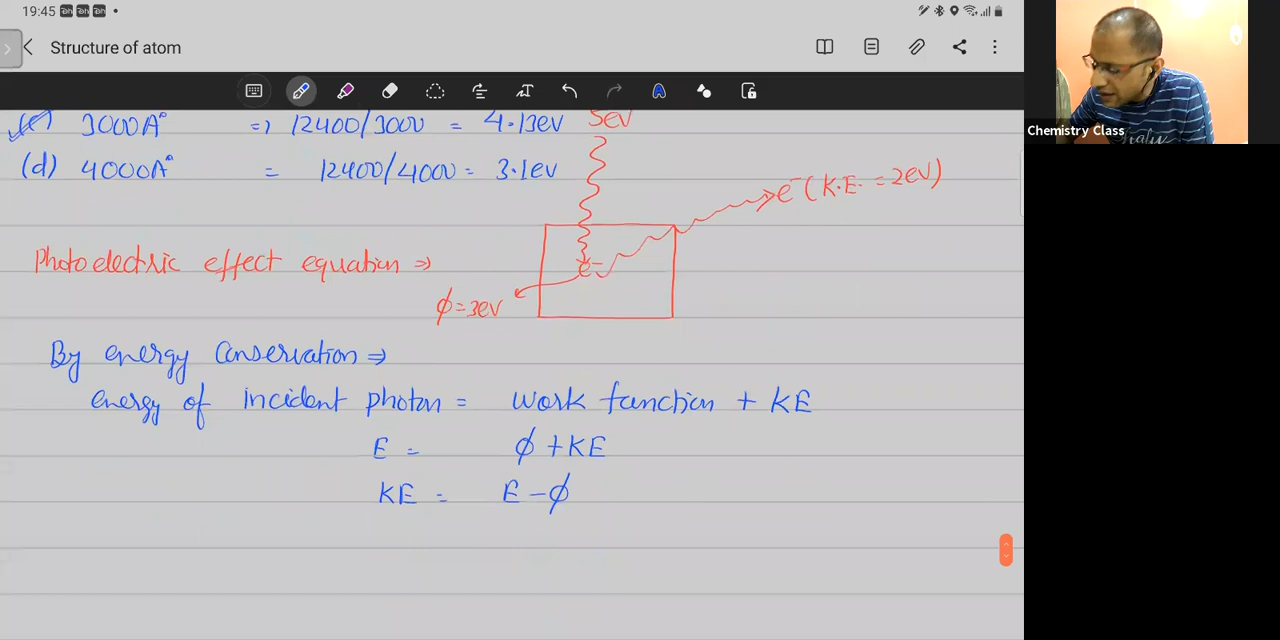 19:45
Structure of atom
(c) 3000A° => 12400/3000 = 4.13eV
5eV
(d) 4000A° = 12400/4000 = 3.1eV
e⁻(K.E. = 2eV)
Photoelectric effect equation =>
e⁻
ϕ=3eV
By energy Conservation =>
energy of incident photon = work function + KE
E = ϕ + KE
KE = E - ϕ
Chemistry Class